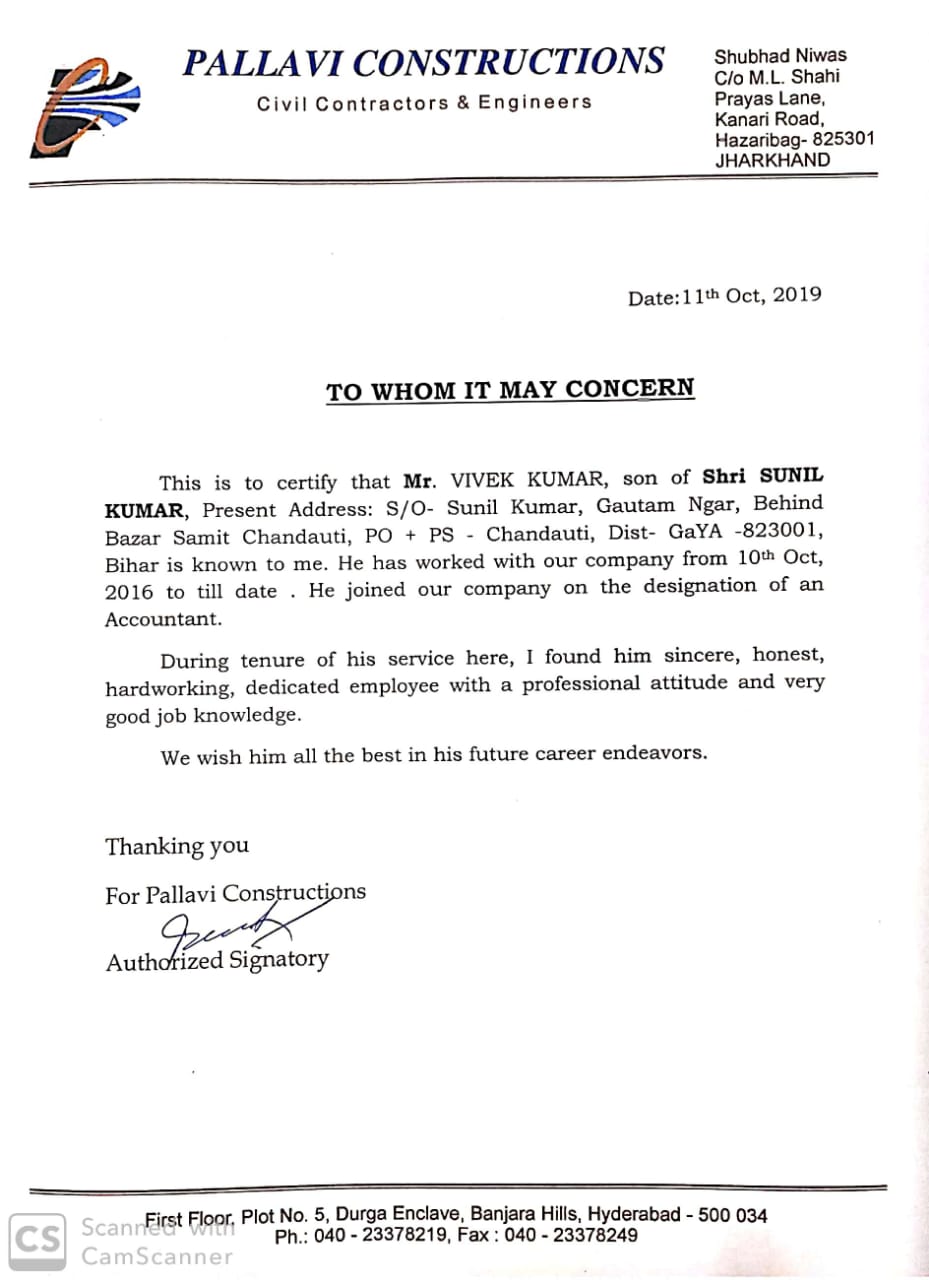 PALLAVI CONSTRUCTIONS
Civil Contractors & Engineers
Shubhad Niwas
C/o M.L. Shahi
Prayas Lane,
Kanari Road,
Hazaribag- 825301
JHARKHAND
Date:11th Oct, 2019
TO WHOM IT MAY CONCERN
This is to certify that Mr. VIVEK KUMAR, son of Shri SUNIL
KUMAR, Present Address: S/O- Sunil Kumar, Gautam Ngar, Behind
Bazar Samit Chandauti, PO + PS - Chandauti, Dist- GaYA -823001,
Bihar is known to me. He has worked with our company from 10th Oct,
2016 to till date . He joined our company on the designation of an
Accountant.
During tenure of his service here, I found him sincere, honest,
hardworking, dedicated employee with a professional attitude and very
good job knowledge.
We wish him all the best in his future career endeavors.
Thanking you
For Pallavi Constructions
Authorized Signatory
First Floor, Plot No. 5, Durga Enclave, Banjara Hills, Hyderabad - 500 034
Ph.: 040 - 23378219, Fax : 040 - 23378249
CS
Scanned with
CamScanner